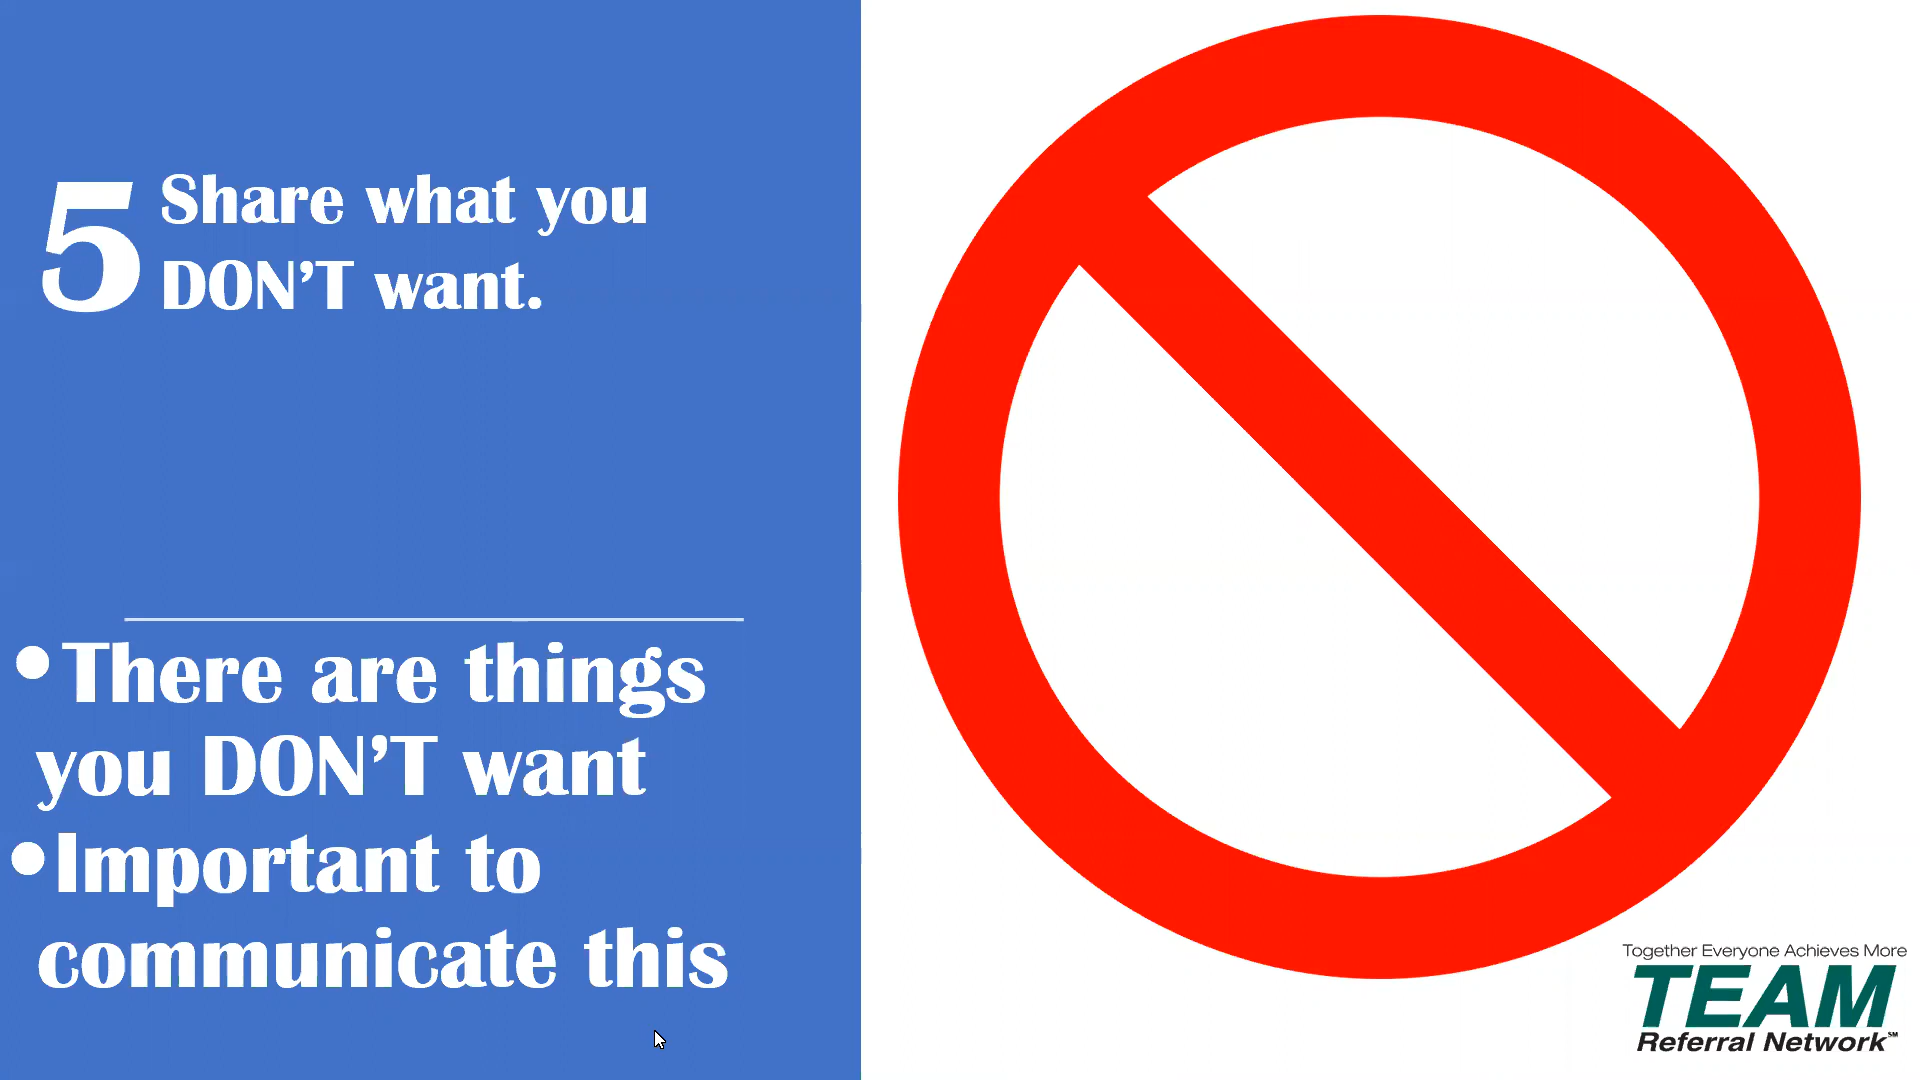 5 Share what you
DON'T want.
•There are things
you DON'T want
•Important to
communicate this
Together Everyone Achieves More
TEAM
Referral Network℠